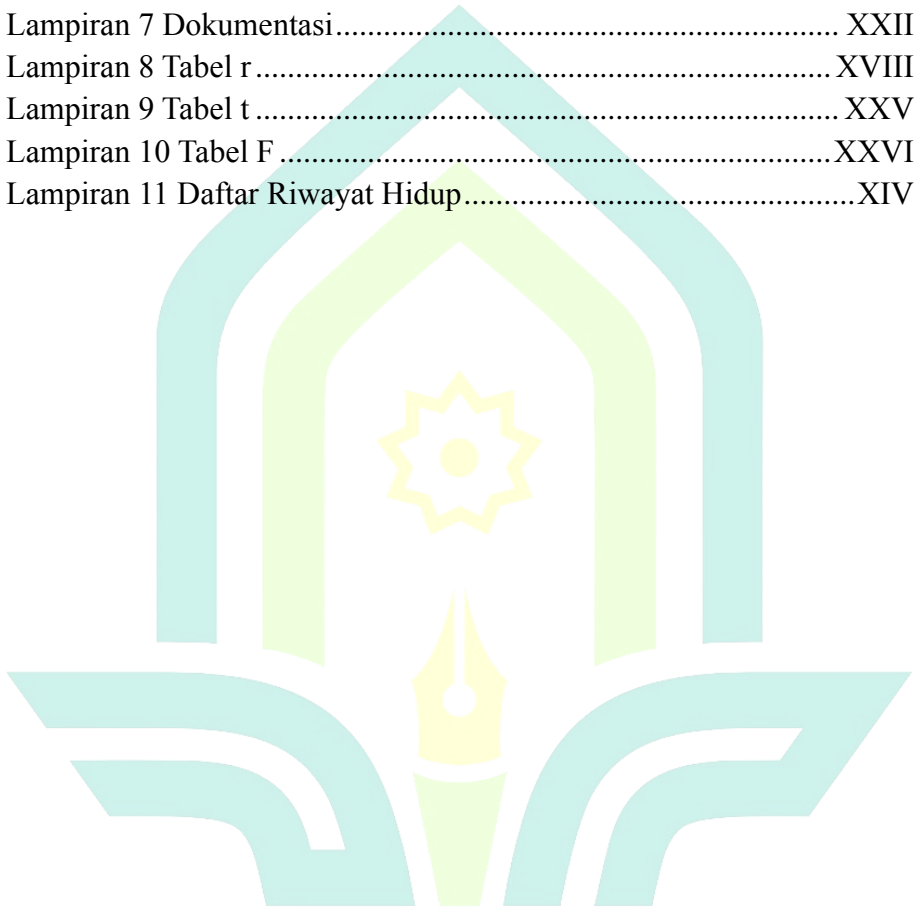 Lampiran 7 Dokumentasi............................................................... XXII
Lampiran 8 Tabel r........................................................................ XVIII
Lampiran 9 Tabel t......................................................................... XXV
Lampiran 10 Tabel F.....................................................................XXVI
Lampiran 11 Daftar Riwayat Hidup.................................................XIV